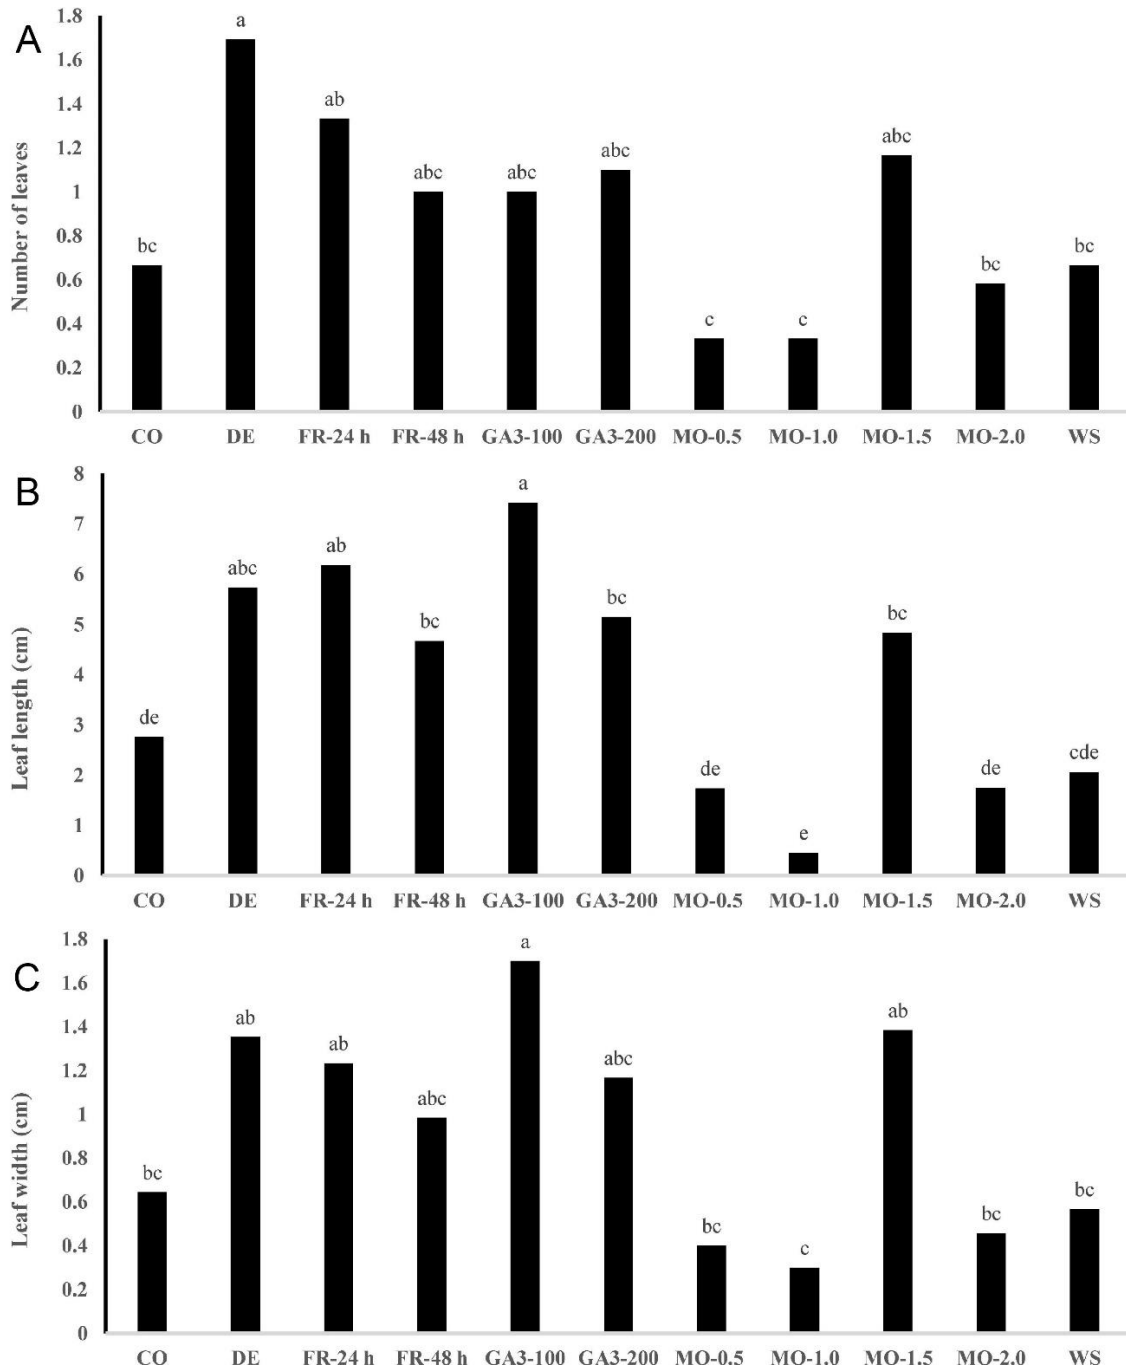 A
Number of leaves
1.8
1.6
1.4
1.2
1
0.8
0.6
0.4
0.2
0
bc a ab abc abc abc c c abc bc bc
CO DE FR-24 h FR-48 h GA3-100 GA3-200 MO-0.5 MO-1.0 MO-1.5 MO-2.0 WS
B
Leaf length (cm)
8
7
6
5
4
3
2
1
0
de abc ab bc a bc de e bc de cde
CO DE FR-24 h FR-48 h GA3-100 GA3-200 MO-0.5 MO-1.0 MO-1.5 MO-2.0 WS
C
Leaf width (cm)
1.8
1.6
1.4
1.2
1
0.8
0.6
0.4
0.2
0
bc ab ab abc a abc bc c ab bc bc
CO DE FR-24 h FR-48 h GA3-100 GA3-200 MO-0.5 MO-1.0 MO-1.5 MO-2.0 WS